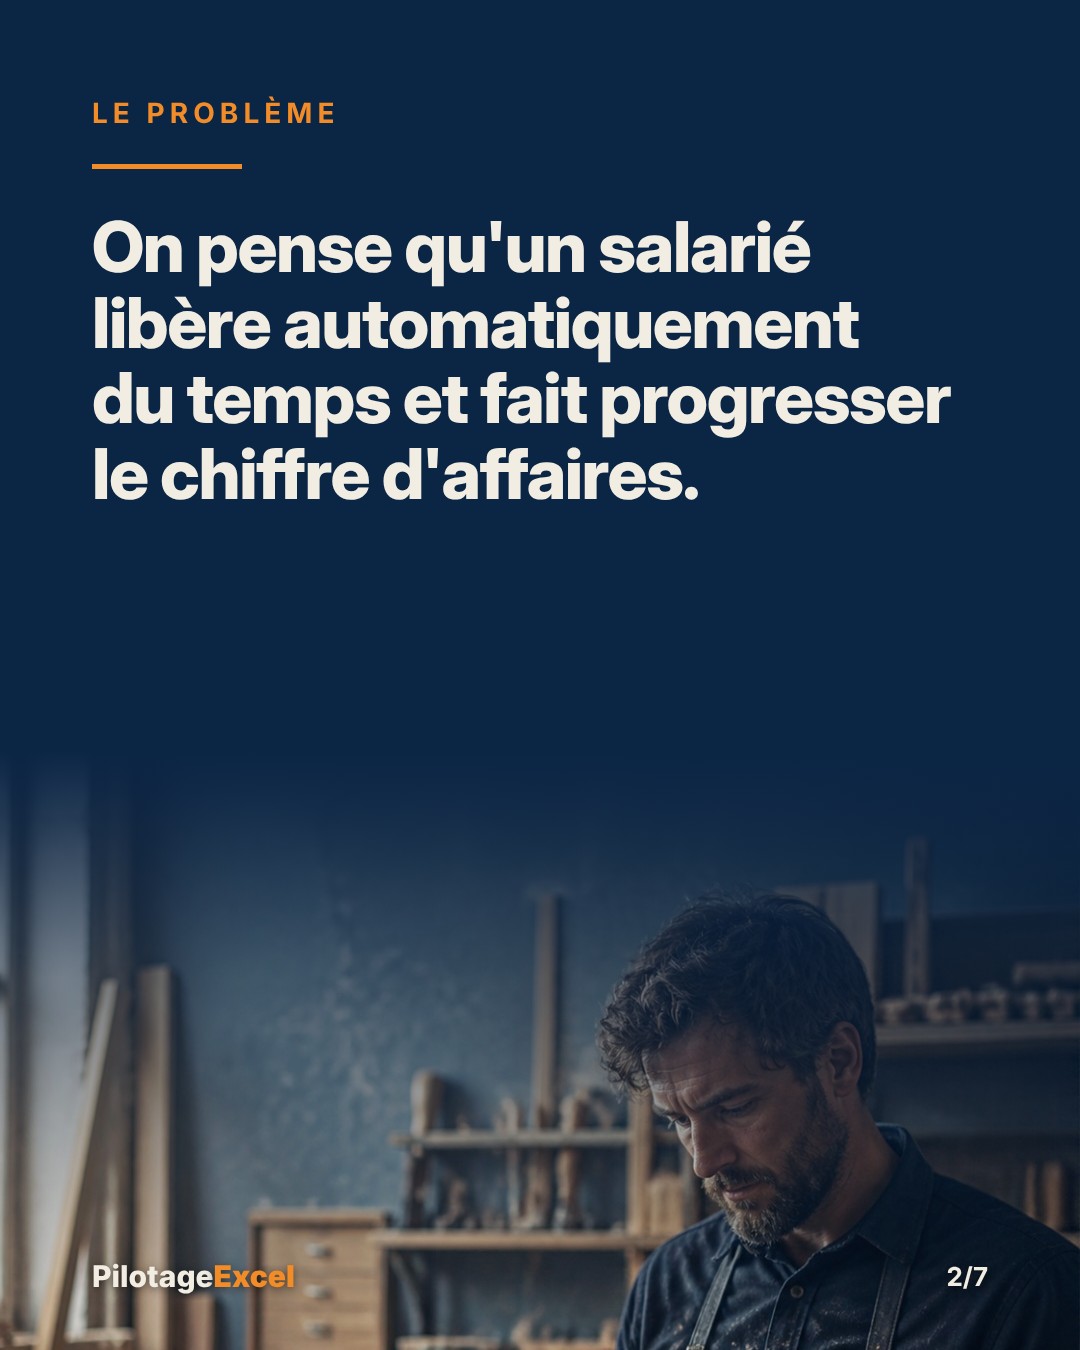 LE PROBLÈME
On pense qu'un salarié
libère automatiquement
du temps et fait progresser
le chiffre d'affaires.
PilotageExcel
2/7